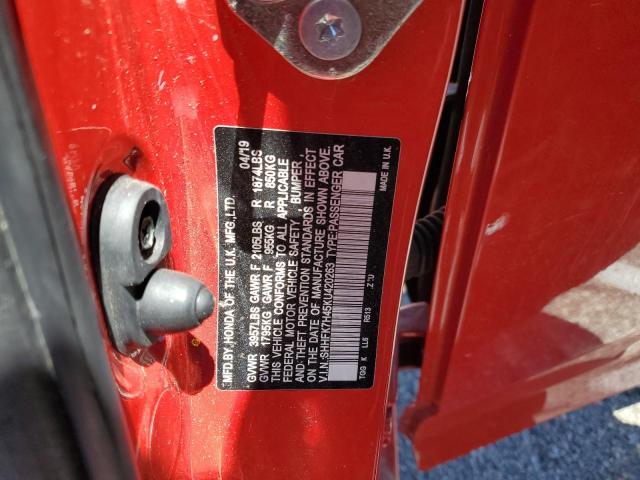 MFD.BY.HONDA OF THE U.K. MFG.,LTD. 04/19
GVWR 3957LBS GAWR F 2105LBS R 1874LBS
GVWR 1795KG GAWR F 955KG R 850KG
THIS VEHICLE CONFORMS TO ALL APPLICABLE
FEDERAL MOTOR VEHICLE SAFETY , BUMPER ,
AND THEFT PREVENTION STANDARDS IN EFFECT
ON THE DATE OF MANUFACTURE SHOWN ABOVE.
V.I.N.:SHHFK7H45KU420263 TYPE:PASSENGER CAR
TGG K LL6 R513 MADE IN U.K.